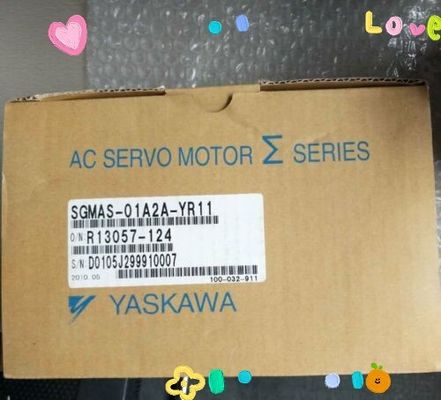 Love
AC SERVO MOTOR Σ SERIES
SGMAS-01A2A-YR11
O/N R13057-124
S/N D0105J299910007
2010.05
100-032-911
YASKAWA